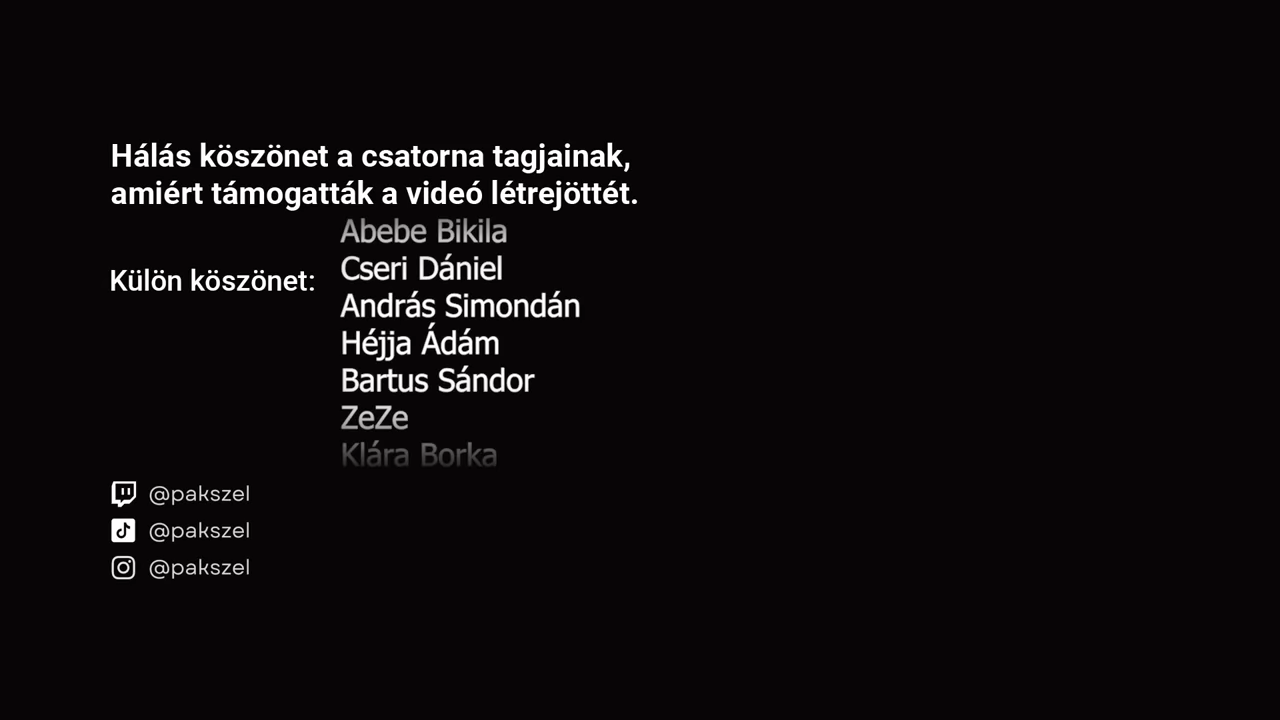 Hálás köszönet a csatorna tagjainak,
amiért támogatták a videó létrejöttét.
Külön köszönet:
Abebe Bikila
Cseri Dániel
András Simondán
Héjja Ádám
Bartus Sándor
ZeZe
Klára Borka
@pakszel
@pakszel
@pakszel